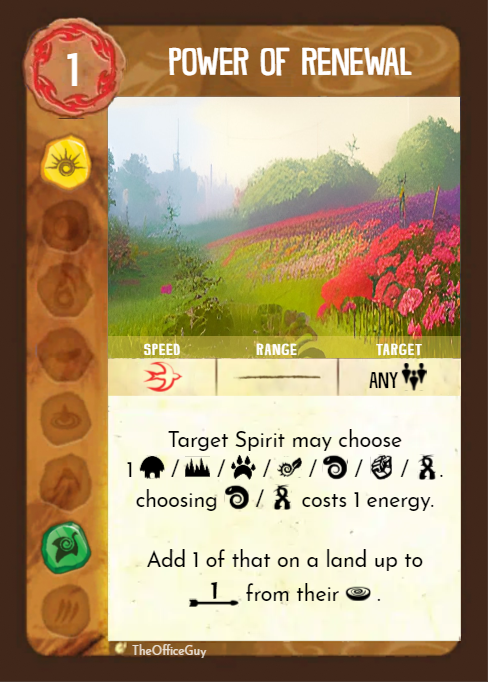 1
POWER OF RENEWAL
SPEED RANGE TARGET
ANY
Target Spirit may choose
1 / / / / / / .
choosing / costs 1 energy.
Add 1 of that on a land up to
1 from their .
TheOfficeGuy